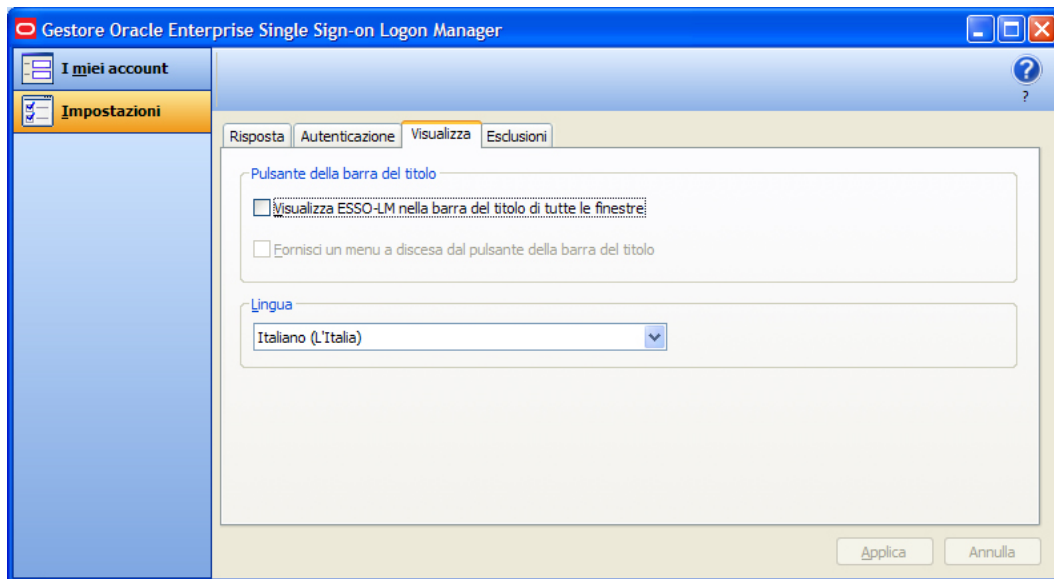 Gestore Oracle Enterprise Single Sign-on Logon Manager
I miei account
Impostazioni
?
?
Risposta Autenticazione Visualizza Esclusioni
Pulsante della barra del titolo
Visualizza ESSO-LM nella barra del titolo di tutte le finestre
Fornisci un menu a discesa dal pulsante della barra del titolo
Lingua
Italiano (L'Italia)
Applica Annulla